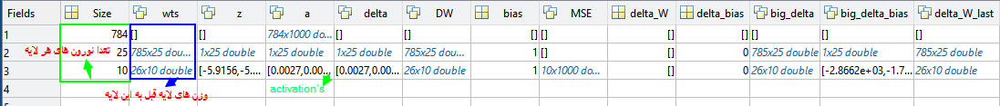 Fields Size wts z a delta DW bias MSE delta_W delta_bias big_delta big_delta_bias delta_W_last
1 784 [] [] 784x1000 do... [] [] [] [] [] [] [] [] []
2 25 785x25 dou... 1x25 double 1x25 double 1x25 double 785x25 dou... 1 [] [] 0 785x25 double 1x25 double 785x25 double
تعدا نورون های هر لایه
3 10 26x10 double [-5.9156,-5.... [0.0027,0.00... [0.0027,0.00... 26x10 double 1 10x1000 do... [] 0 26x10 double [-2.8662e+03,-1.7... 26x10 double
4 activation's
وزن های لایه قبل به این لایه
5